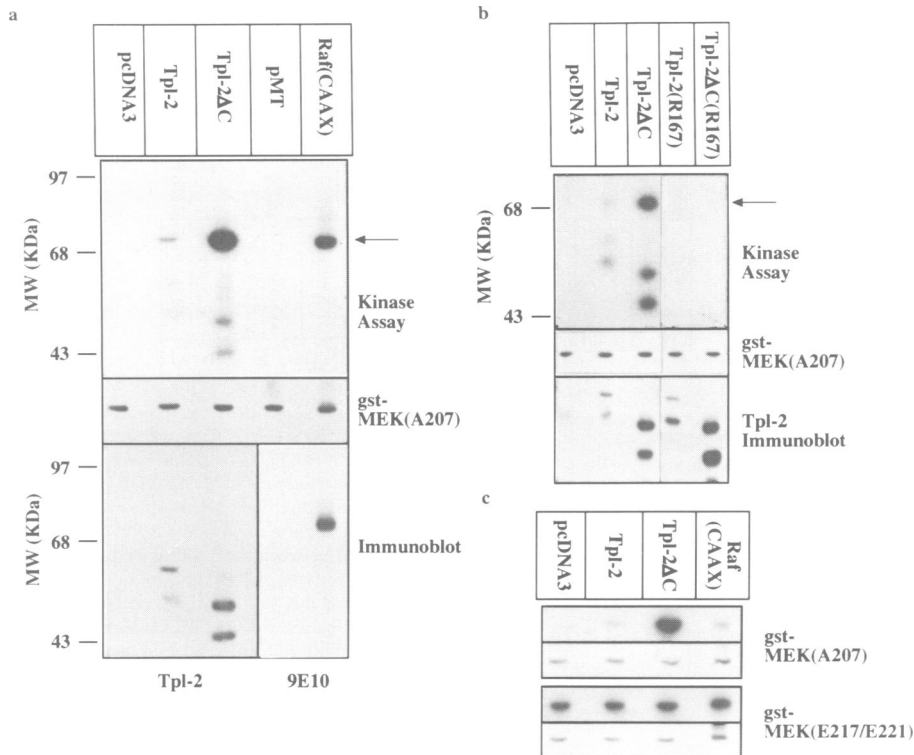 a
pcDNA3
Tpl-2
Tpl-2ΔC
pMT
Raf(CAAX)
97
68
43
MW (KDa)
Kinase
Assay
gst-
MEK(A207)
97
68
43
MW (KDa)
Immunoblot
Tpl-2
9E10
b
pcDNA3
Tpl-2
Tpl-2ΔC
Tpl-2(R167)
Tpl-2ΔC(R167)
68
43
MW (KDa)
Kinase
Assay
gst-
MEK(A207)
Tpl-2
Immunoblot
c
pcDNA3
Tpl-2
Tpl-2ΔC
Raf
(CAAX)
gst-
MEK(A207)
gst-
MEK(E217/E221)